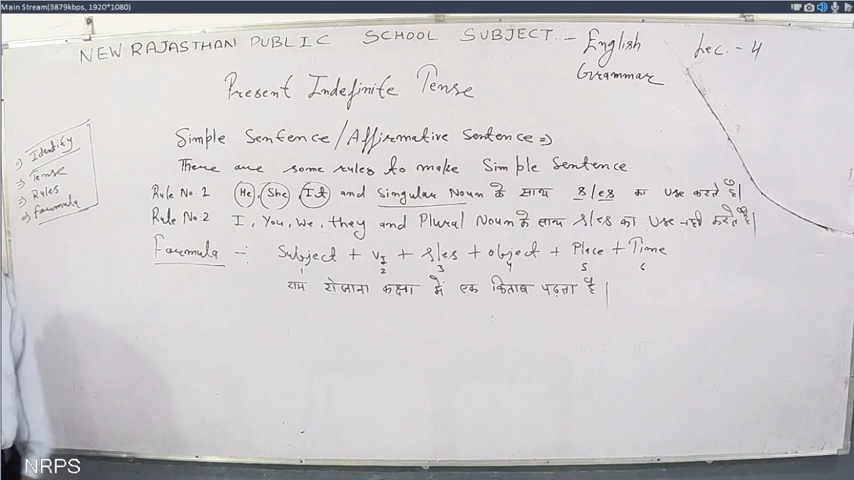 Main Stream(3879kbps, 1920*1080)
NEW RAJASTHAN PUBLIC SCHOOL SUBJECT - English Grammar
Lec. - 4
Present Indefinite Tense
Identify
Tense
Rules
Formula
Simple Sentence/Affirmative Sentence ⇒
There are some rules to make Simple Sentence
Rule No 1 He, She, It and Singular Noun के साथ s/es का use करते है|
Rule No.2 I, You, we, they and Plural Noun के साथ s/es का Use नही करते है|
Formula -: Subject + V1 + s/es + object + Place + Time
1 2 3 4 5 6
राम रोजाना कक्षा में एक किताब पढ़ता है|
NRPS